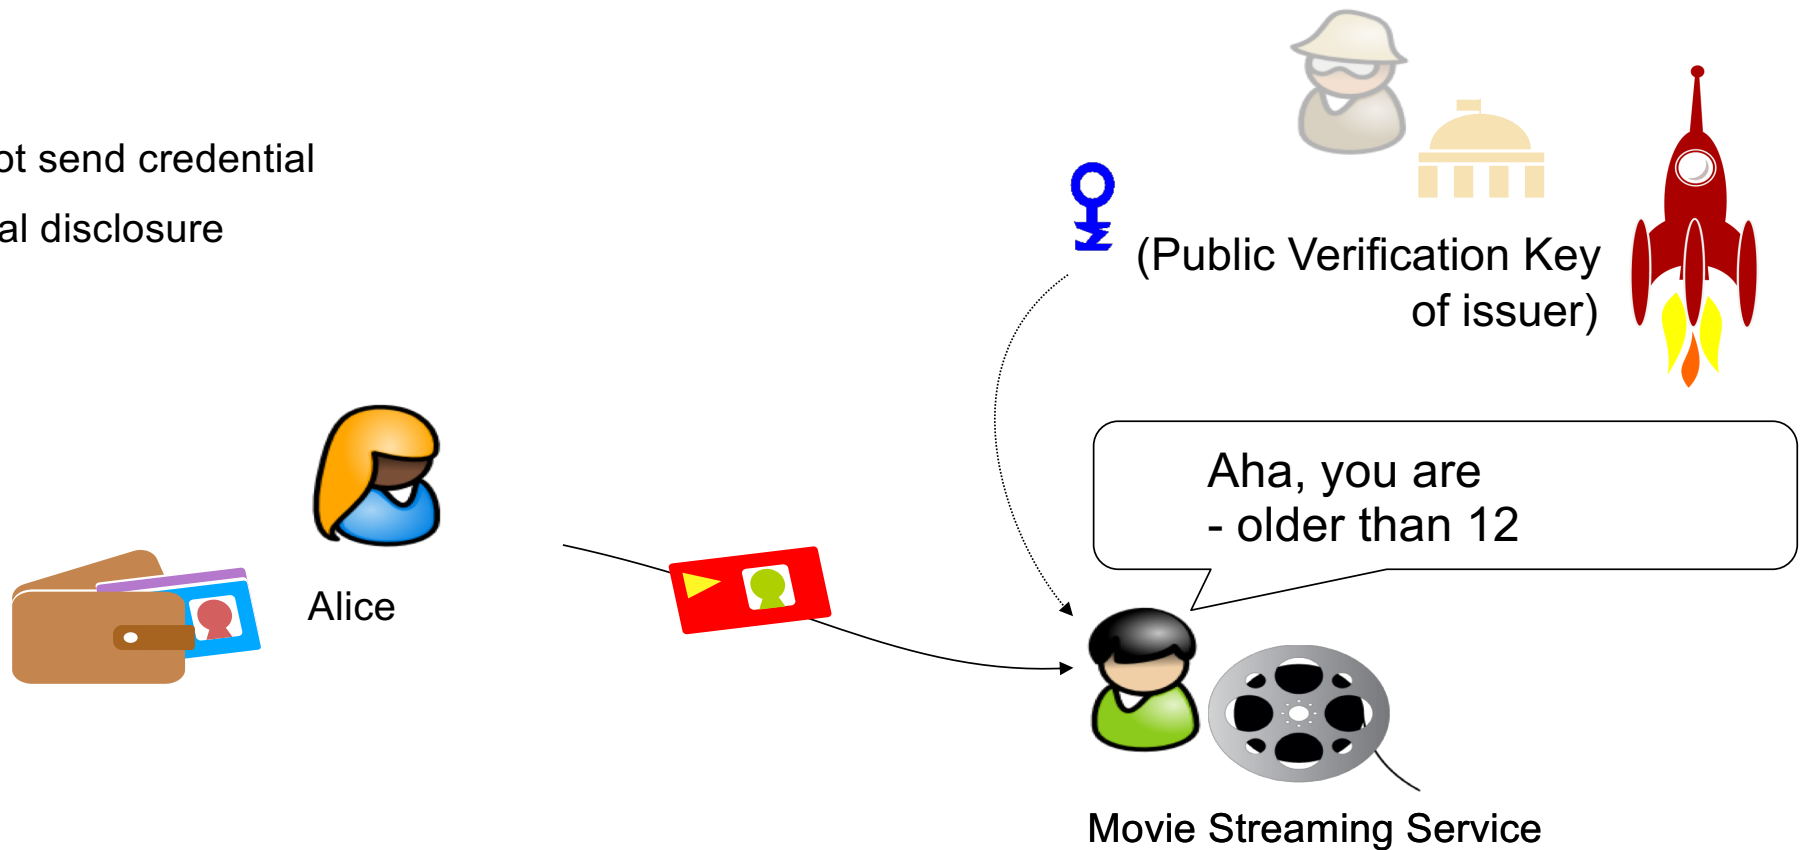 ot send credential
al disclosure
(Public Verification Key
of issuer)
Aha, you are
- older than 12
Alice
Movie Streaming Service